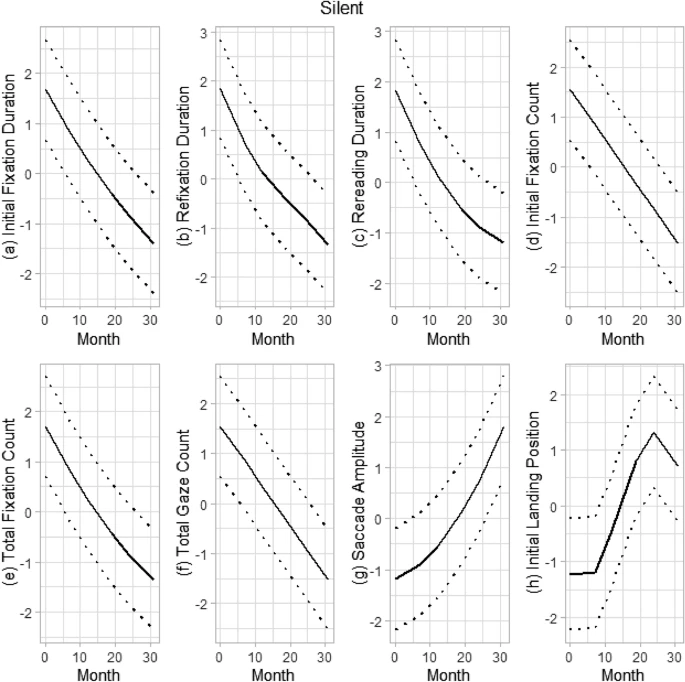 Silent
(a) Initial Fixation Duration
2
1
0
-1
-2
0 10 20 30
Month
(b) Refixation Duration
3
2
1
0
-1
-2
0 10 20 30
Month
(c) Rereading Duration
3
2
1
0
-1
-2
0 10 20 30
Month
(d) Initial Fixation Count
2
1
0
-1
-2
0 10 20 30
Month
(e) Total Fixation Count
2
1
0
-1
-2
0 10 20 30
Month
(f) Total Gaze Count
2
1
0
-1
-2
0 10 20 30
Month
(g) Saccade Amplitude
3
2
1
0
-1
-2
0 10 20 30
Month
(h) Initial Landing Position
2
1
0
-1
-2
0 10 20 30
Month